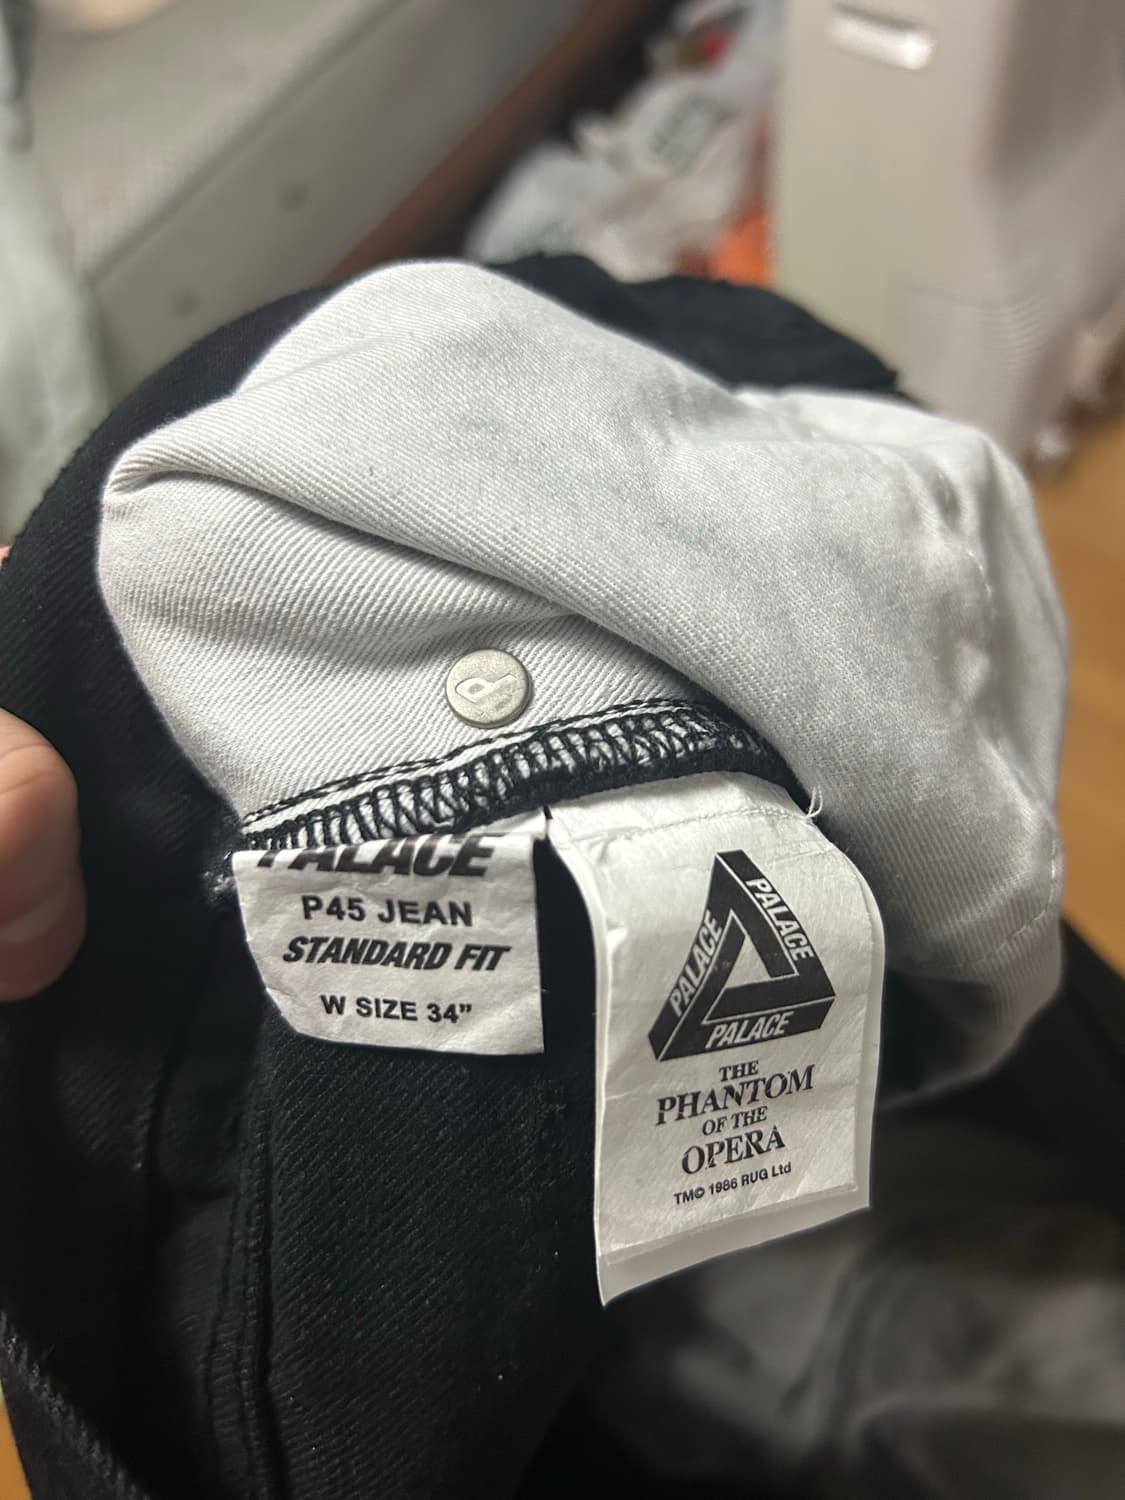 PALACE
P45 JEAN
STANDARD FIT
W SIZE 34”
PALACE
PALACE
PALACE
THE
PHANTOM
OF THE
OPERA
TM© 1986 RUG Ltd
P